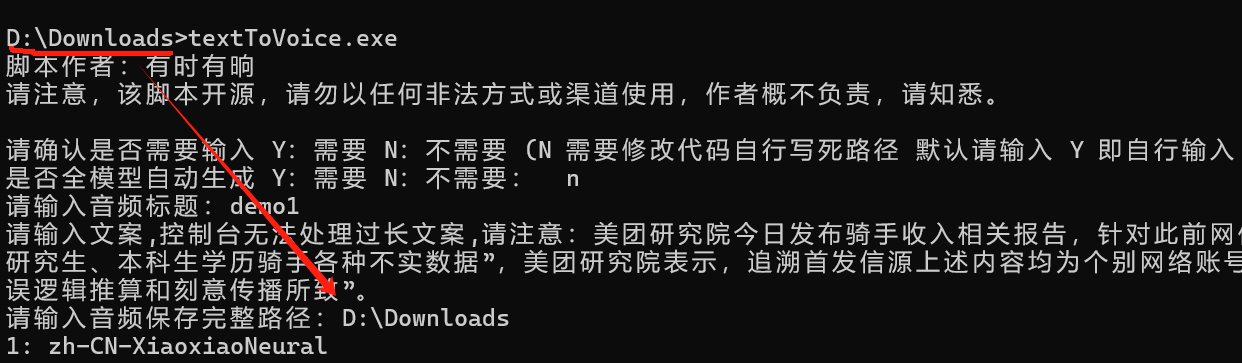 D:\Downloads>textToVoice.exe
脚本作者：有时有晌
请注意，该脚本开源，请勿以任何非法方式或渠道使用，作者概不负责，请知悉。
请确认是否需要输入 Y：需要 N：不需要 (N 需要修改代码自行写死路径 默认请输入 Y 即自行输入
是否全模型自动生成 Y：需要 N：不需要：  n
请输入音频标题：demo1
请输入文案,控制台无法处理过长文案,请注意：美团研究院今日发布骑手收入相关报告，针对此前网
研究生、本科生学历骑手各种不实数据”，美团研究院表示，追溯首发信源上述内容均为个别网络账号
误逻辑推算和刻意传播所致”。
请输入音频保存完整路径：D:\Downloads
1: zh-CN-XiaoxiaoNeural